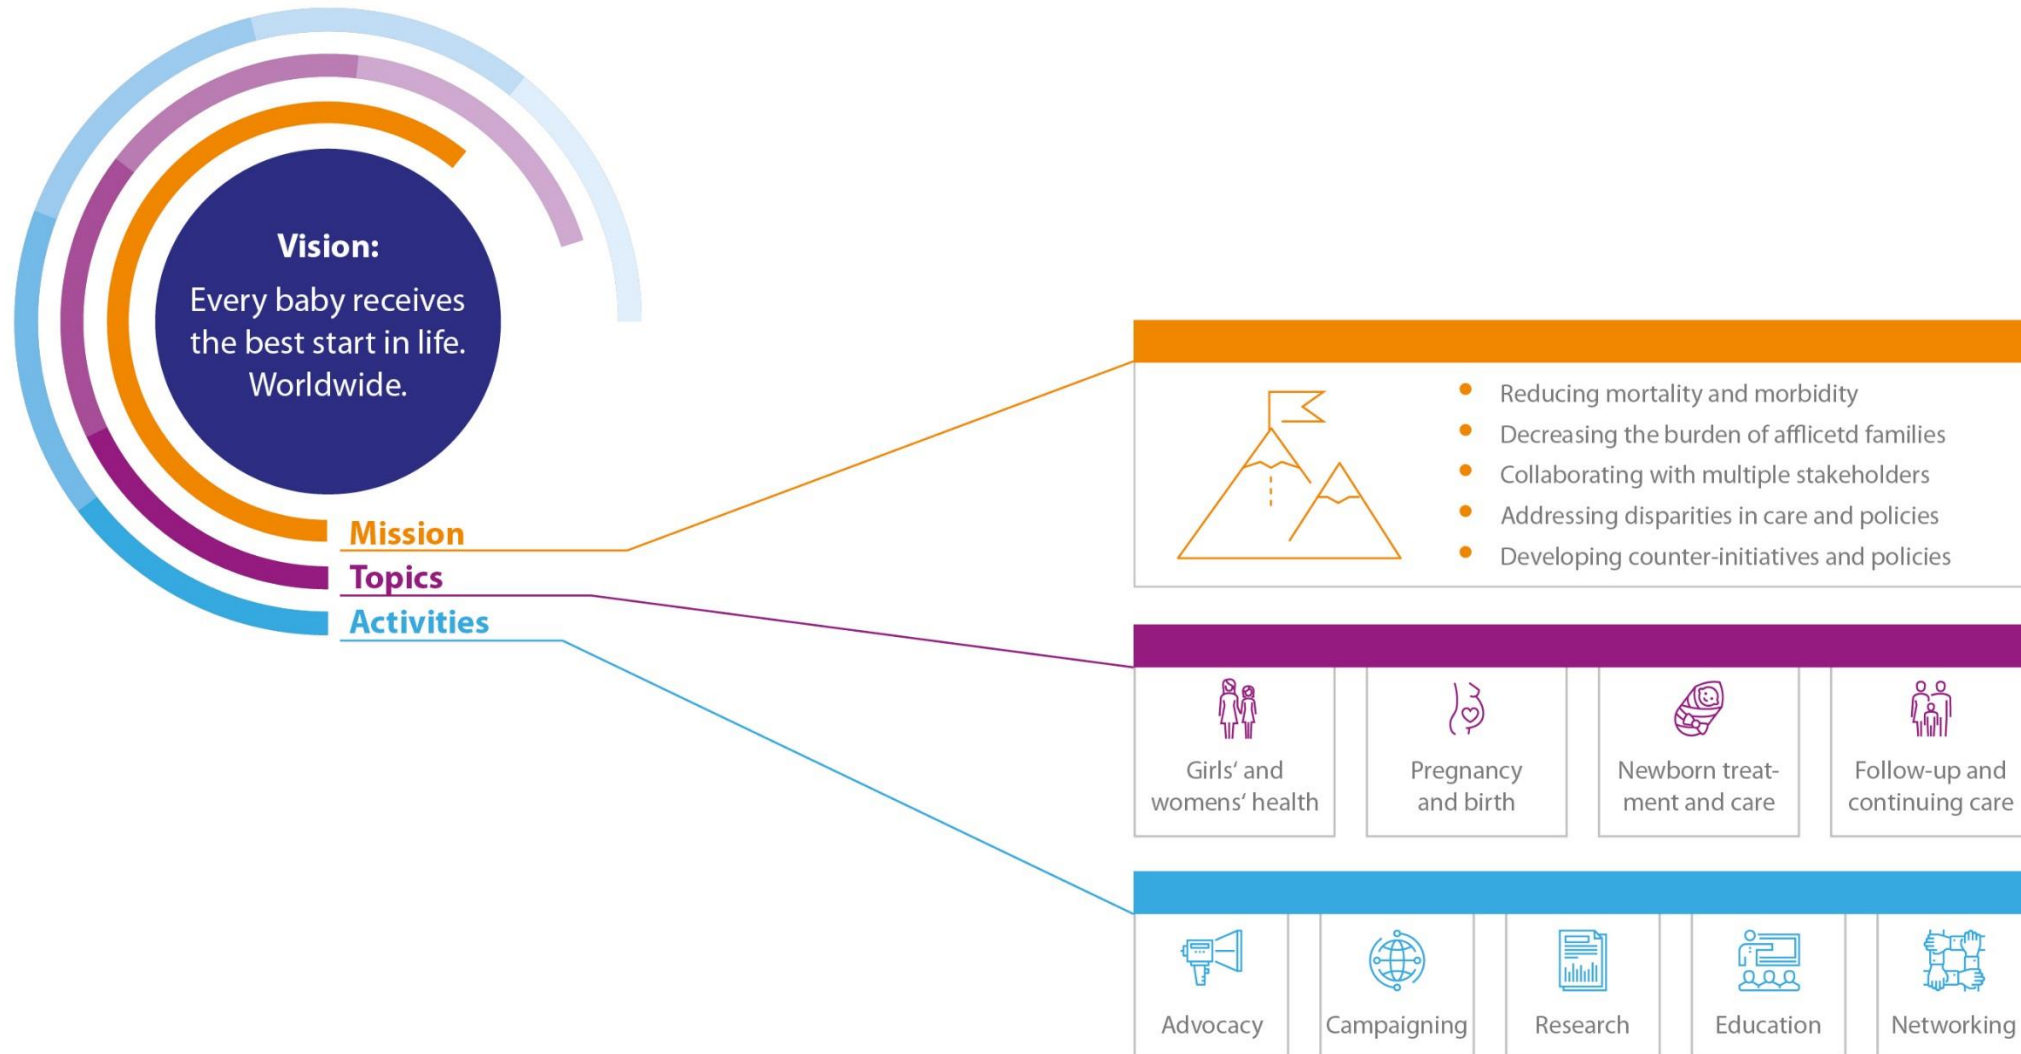 Vision:
Every baby receives
the best start in life.
Worldwide.
Mission
Topics
Activities
Reducing mortality and morbidity
Decreasing the burden of afflicetd families
Collaborating with multiple stakeholders
Addressing disparities in care and policies
Developing counter-initiatives and policies
Girls‘ and
womens‘ health
Pregnancy
and birth
Newborn treat-
ment and care
Follow-up and
continuing care
Advocacy
Campaigning
Research
Education
Networking